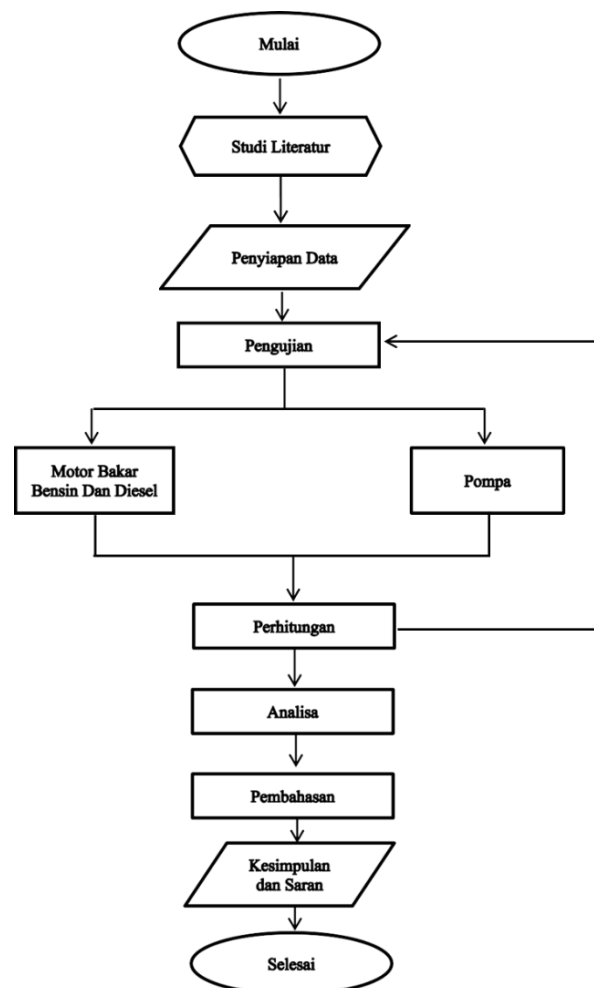 Mulai
Studi Literatur
Penyiapan Data
Pengujian
Motor Bakar
Bensin Dan Diesel
Pompa
Perhitungan
Analisa
Pembahasan
Kesimpulan
dan Saran
Selesai